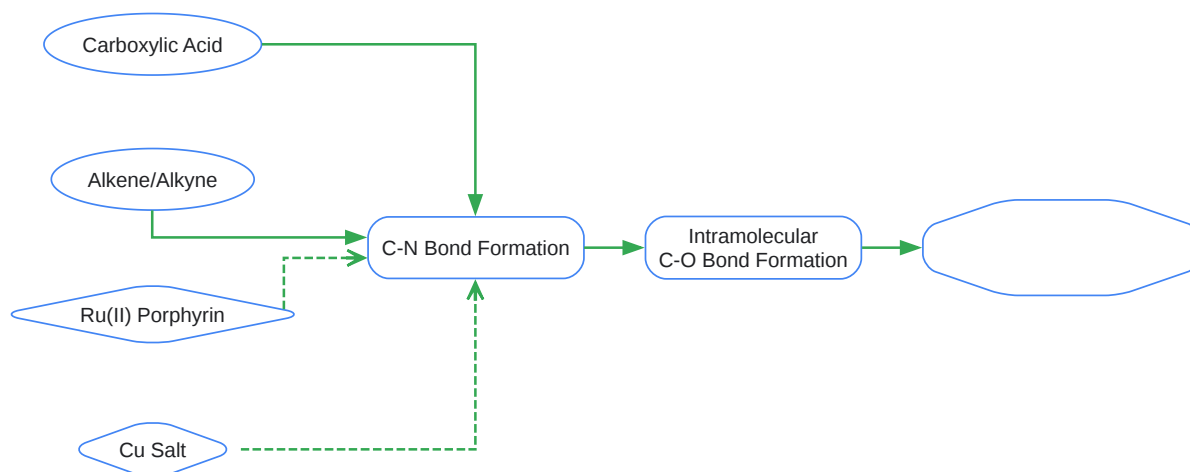 Carboxylic Acid
Alkene/Alkyne
C-N Bond Formation
Intramolecular
C-O Bond Formation
Ru(II) Porphyrin
Cu Salt